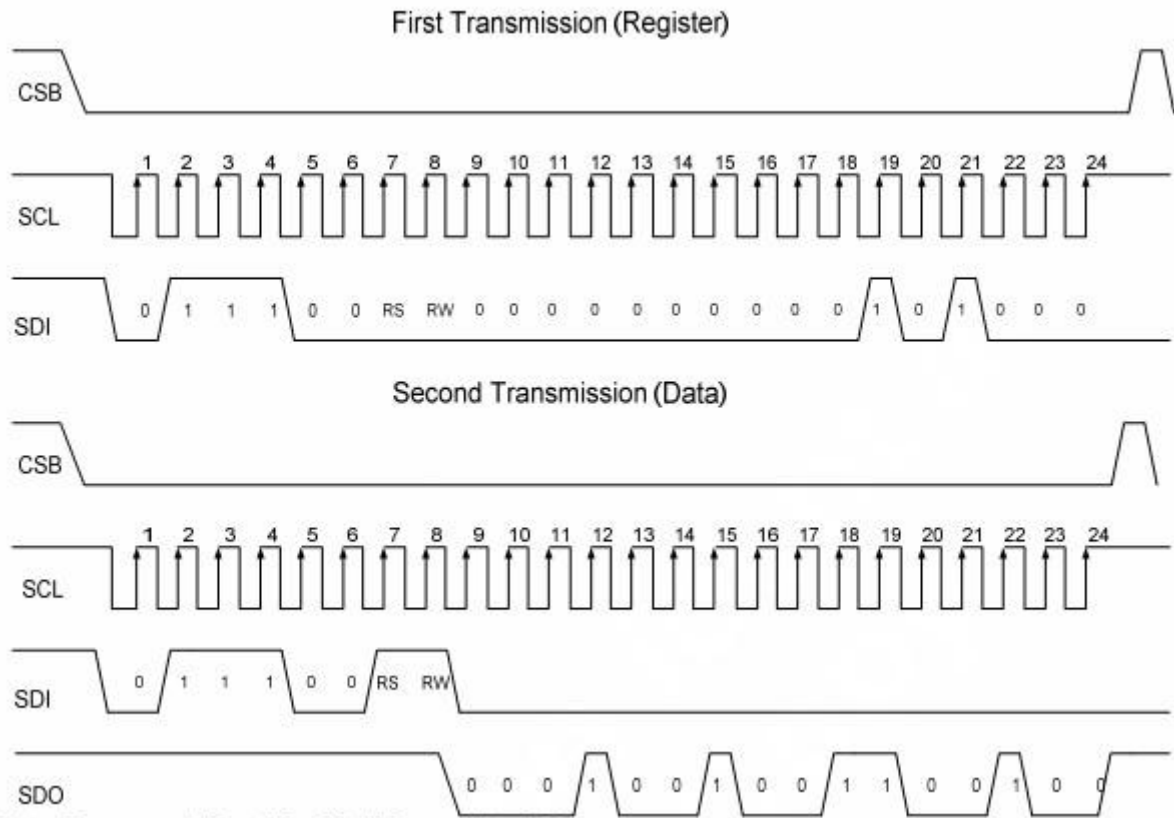 First Transmission (Register)
CSB
1 2 3 4 5 6 7 8 9 10 11 12 13 14 15 16 17 18 19 20 21 22 23 24
SCL
0 1 1 1 0 0 RS RW 0 0 0 0 0 0 0 0 0 0 1 0 1 0 0 0
SDI
Second Transmission (Data)
CSB
1 2 3 4 5 6 7 8 9 10 11 12 13 14 15 16 17 18 19 20 21 22 23 24
SCL
0 1 1 1 0 0 RS RW
SDI
0 0 0 1 0 0 1 0 0 1 1 0 0 1 0 0
SDO